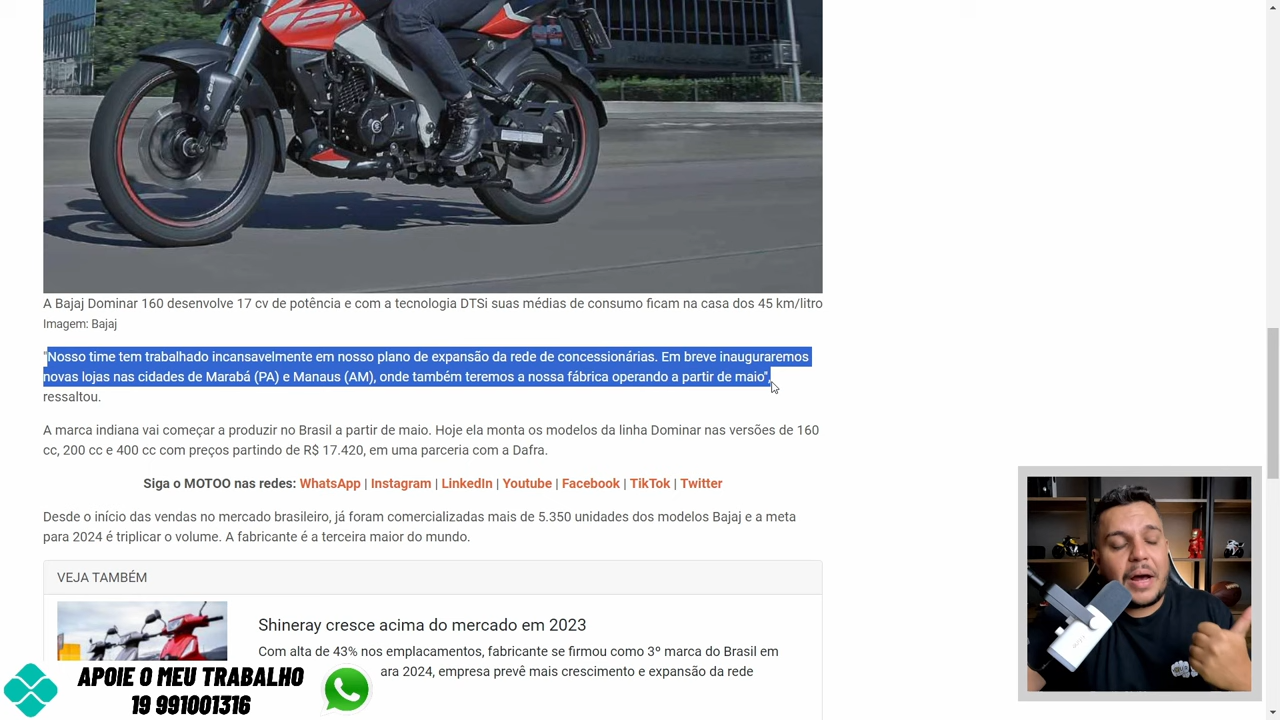 A Bajaj Dominar 160 desenvolve 17 cv de potência e com a tecnologia DTSi suas médias de consumo ficam na casa dos 45 km/litro
Imagem: Bajaj
"Nosso time tem trabalhado incansavelmente em nosso plano de expansão da rede de concessionárias. Em breve inauguraremos
novas lojas nas cidades de Marabá (PA) e Manaus (AM), onde também teremos a nossa fábrica operando a partir de maio",
ressaltou.
A marca indiana vai começar a produzir no Brasil a partir de maio. Hoje ela monta os modelos da linha Dominar nas versões de 160
cc, 200 cc e 400 cc com preços partindo de R$ 17.420, em uma parceria com a Dafra.
Siga o MOTOO nas redes: WhatsApp | Instagram | LinkedIn | Youtube | Facebook | TikTok | Twitter
Desde o início das vendas no mercado brasileiro, já foram comercializadas mais de 5.350 unidades dos modelos Bajaj e a meta
para 2024 é triplicar o volume. A fabricante é a terceira maior do mundo.
VEJA TAMBÉM
Shineray cresce acima do mercado em 2023
Com alta de 43% nos emplacamentos, fabricante se firmou como 3º marca do Brasil em
ara 2024, empresa prevê mais crescimento e expansão da rede
APOIE O MEU TRABALHO
19 991001316